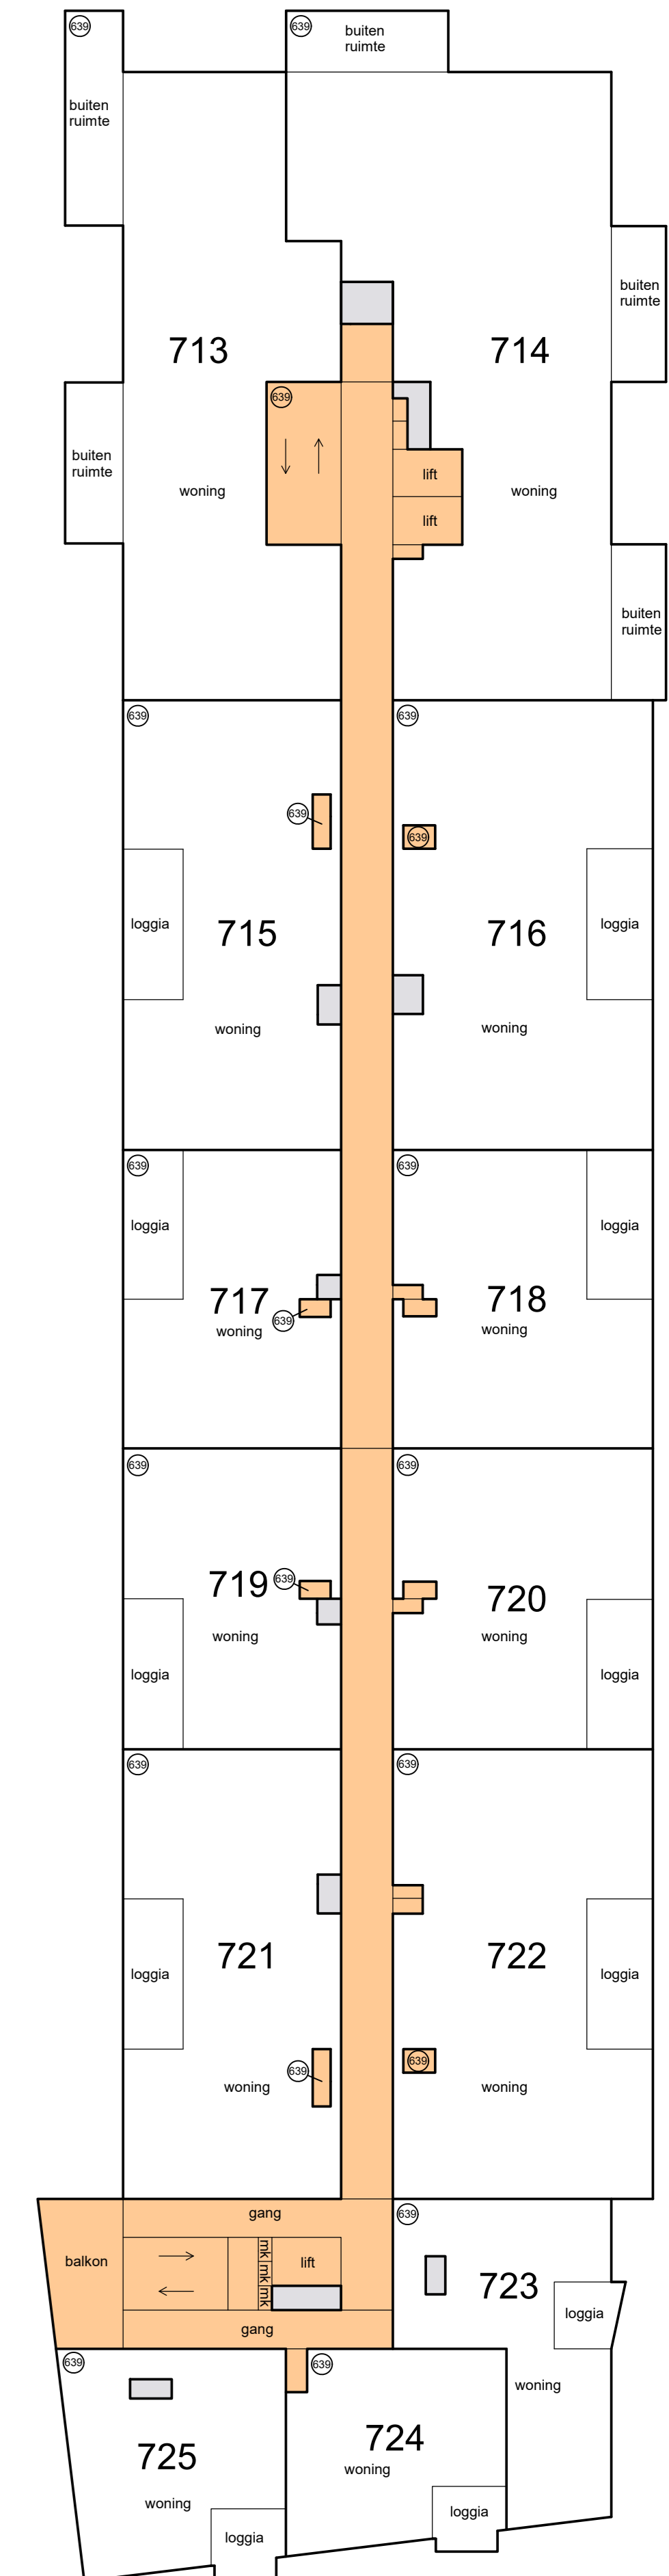 639
639
buiten
ruimte
buiten
ruimte
buiten
ruimte
713
714
639
buiten
ruimte
lift
woning
woning
lift
buiten
ruimte
639
639
639
639
loggia
715
716
loggia
woning
woning
639
639
loggia
loggia
717
718
639
woning
woning
639
639
719
639
720
woning
woning
loggia
loggia
639
639
721
722
loggia
loggia
639
639
woning
woning
gang
639
balkon
mk
mk
mk
lift
723
loggia
gang
639
639
woning
724
725
woning
woning
loggia
loggia